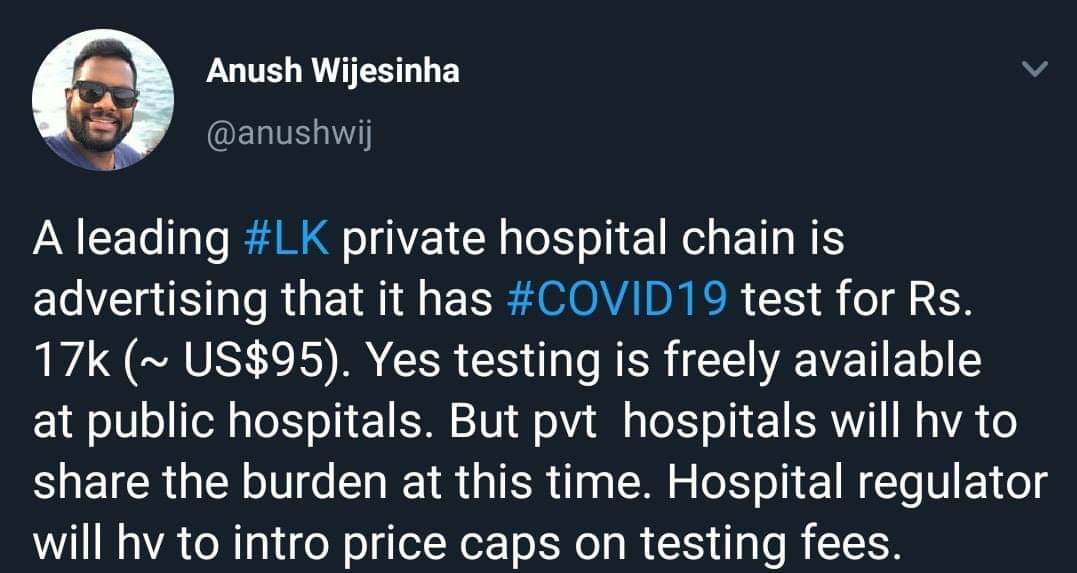 Anush Wijesinha
@anushwij
A leading #LK private hospital chain is
advertising that it has #COVID19 test for Rs.
17k (~ US$95). Yes testing is freely available
at public hospitals. But pvt  hospitals will hv to
share the burden at this time. Hospital regulator
will hv to intro price caps on testing fees.